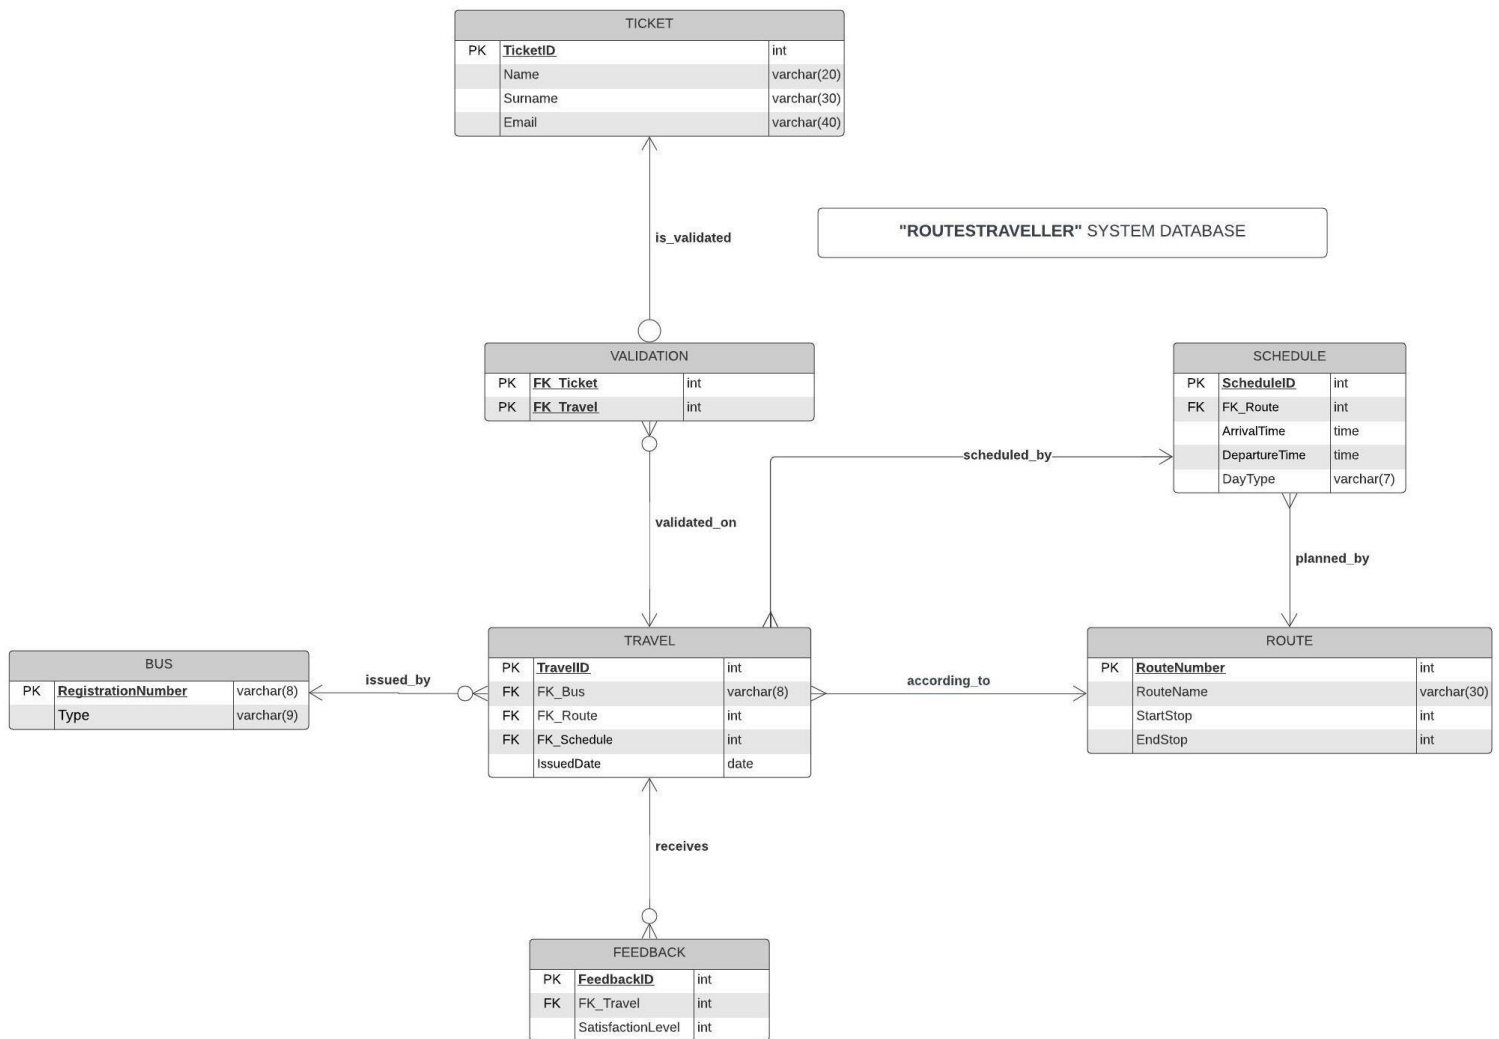 TICKET
PK TicketID int
Name varchar(20)
Surname varchar(30)
Email varchar(40)
is_validated
"ROUTESTRAVELLER" SYSTEM DATABASE
VALIDATION
PK FK_Ticket int
PK FK_Travel int
SCHEDULE
PK ScheduleID int
FK FK_Route int
ArrivalTime time
DepartureTime time
DayType varchar(7)
scheduled_by
validated_on
planned_by
BUS
PK RegistrationNumber varchar(8)
Type varchar(9)
issued_by
TRAVEL
PK TravelID int
FK FK_Bus varchar(8)
FK FK_Route int
FK FK_Schedule int
IssuedDate date
according_to
ROUTE
PK RouteNumber int
RouteName varchar(30)
StartStop int
EndStop int
receives
FEEDBACK
PK FeedbackID int
FK FK_Travel int
SatisfactionLevel int